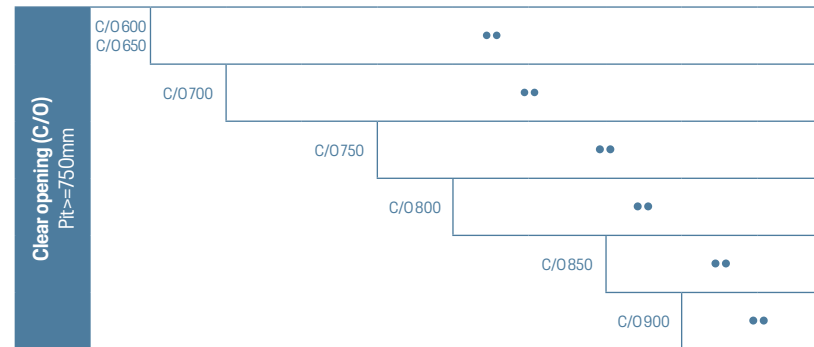 Clear opening (C/O)
Pit>=750mm
C/O600
C/O650
C/O700
C/O750
C/O800
C/O850
C/O900